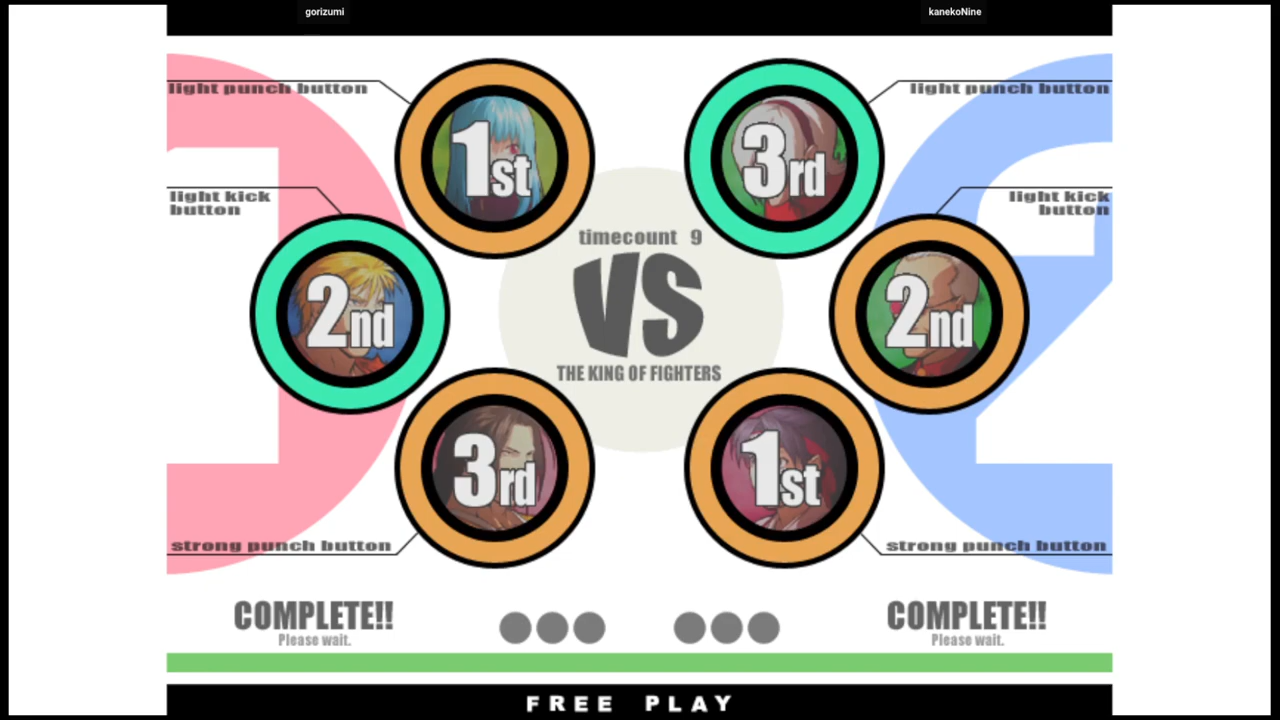 gorizumi
kanekoNine
light punch button
light punch button
1st
3rd
light kick
button
light kick
button
timecount 9
VS
2nd
2nd
THE KING OF FIGHTERS
3rd
1st
strong punch button
strong punch button
COMPLETE!!
Please wait.
COMPLETE!!
Please wait.
FREE PLAY
1
2